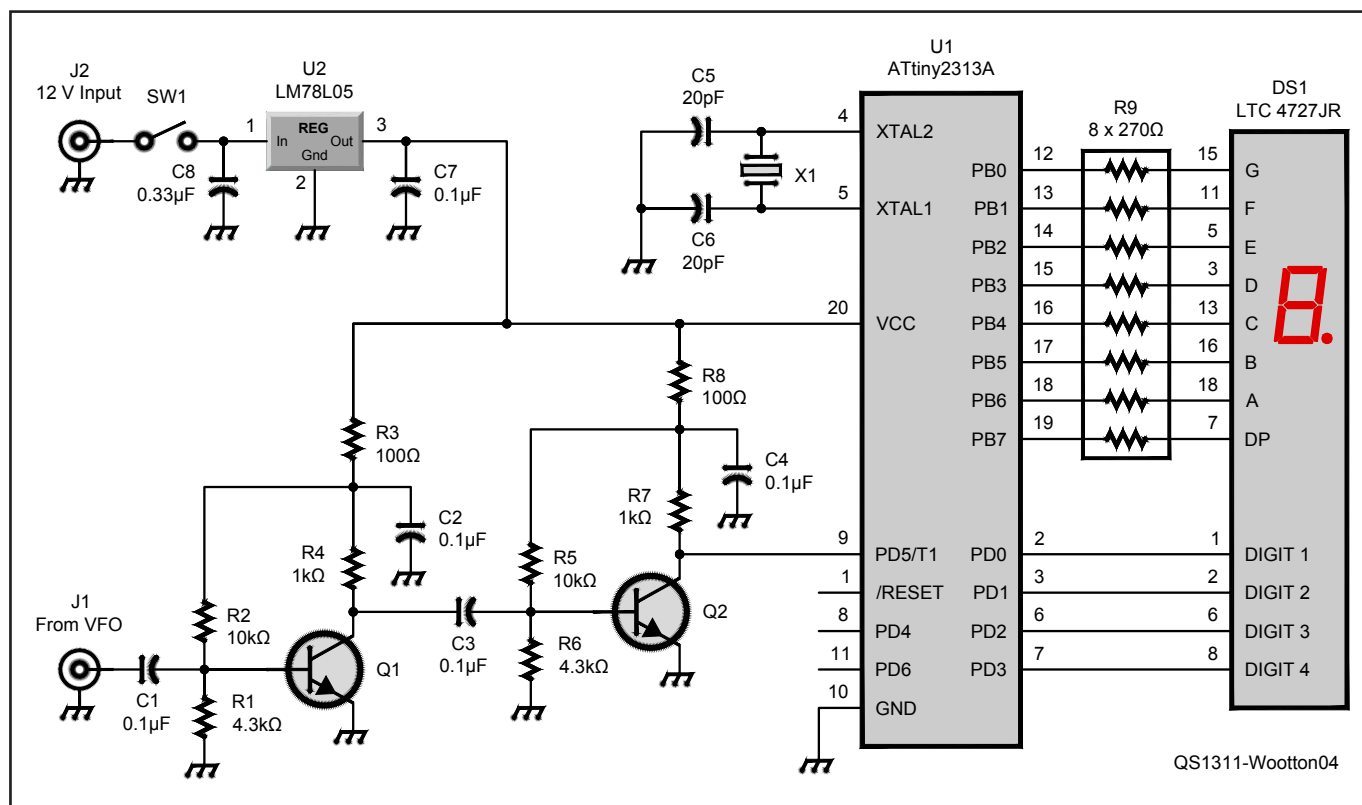 J2
12 V Input
SW1
U2
LM78L05
1
REG
In
Out
Gnd
3
2
C8
0.33µF
C7
0.1µF
C5
20pF
X1
C6
20pF
U1
ATtiny2313A
4
XTAL2
5
XTAL1
20
VCC
9
PD5/T1
1
/RESET
8
PD4
11
PD6
10
GND
PB0
12
PB1
13
PB2
14
PB3
15
PB4
16
PB5
17
PB6
18
PB7
19
PD0
2
PD1
3
PD2
6
PD3
7
R9
8 x 270Ω
DS1
LTC 4727JR
15
G
11
F
5
E
3
D
13
C
16
B
18
A
7
DP
1
DIGIT 1
2
DIGIT 2
6
DIGIT 3
8
DIGIT 4
8.
R3
100Ω
R8
100Ω
C2
0.1µF
C4
0.1µF
R4
1kΩ
R7
1kΩ
R2
10kΩ
R5
10kΩ
J1
From VFO
C1
0.1µF
R1
4.3kΩ
Q1
C3
0.1µF
R6
4.3kΩ
Q2
QS1311-Wootton04